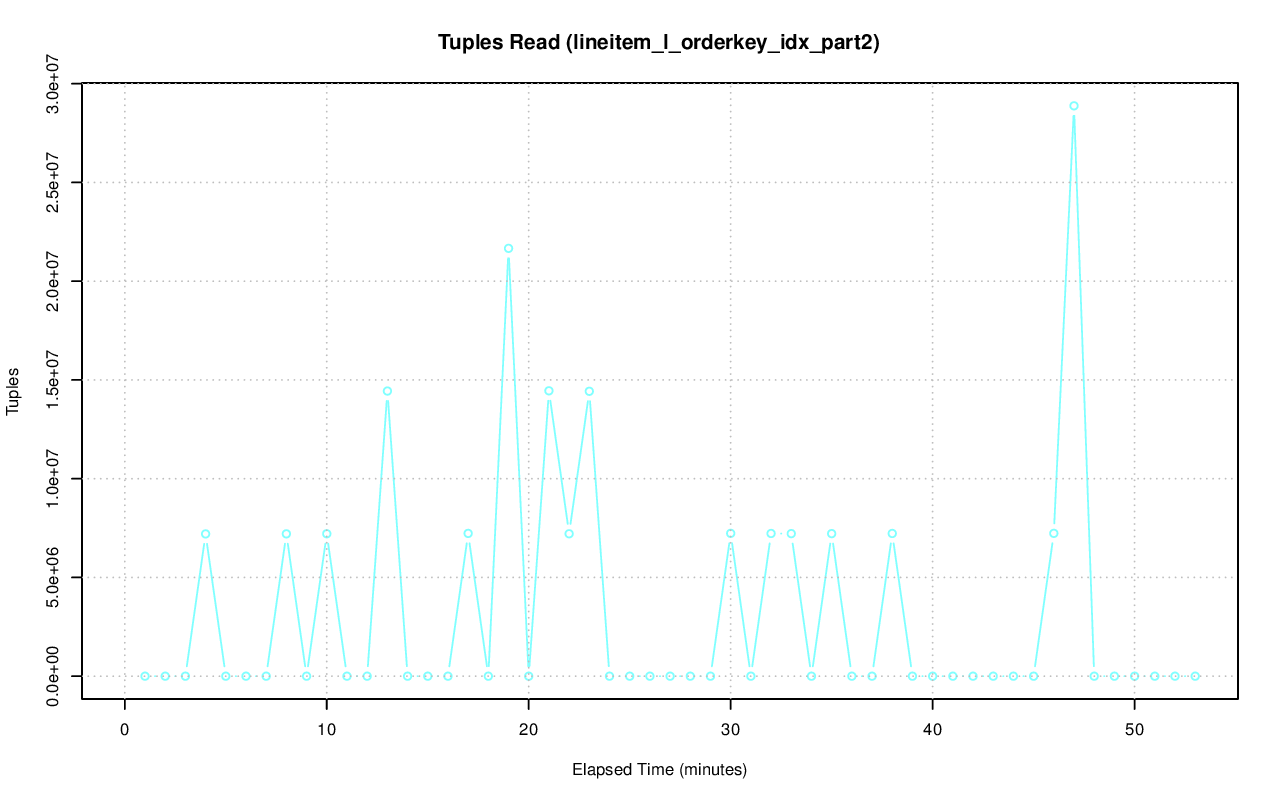 Tuples Read (lineitem_l_orderkey_idx_part2)
3.0e+07
2.5e+07
2.0e+07
1.5e+07
1.0e+07
5.0e+06
0.0e+00
Tuples
0 10 20 30 40 50
Elapsed Time (minutes)